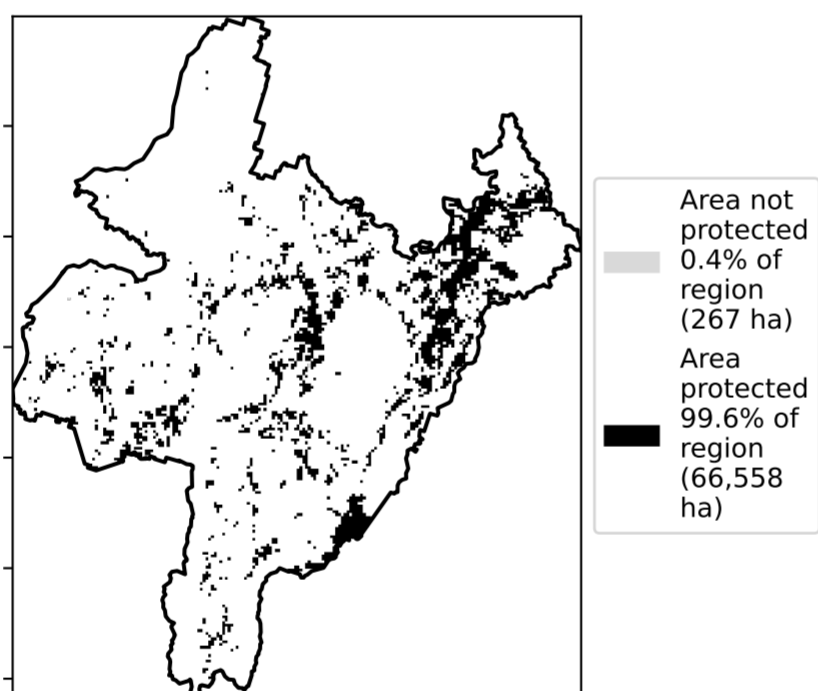 Area not
protected
0.4% of
region
(267 ha)
Area
protected
99.6% of
region
(66,558
ha)